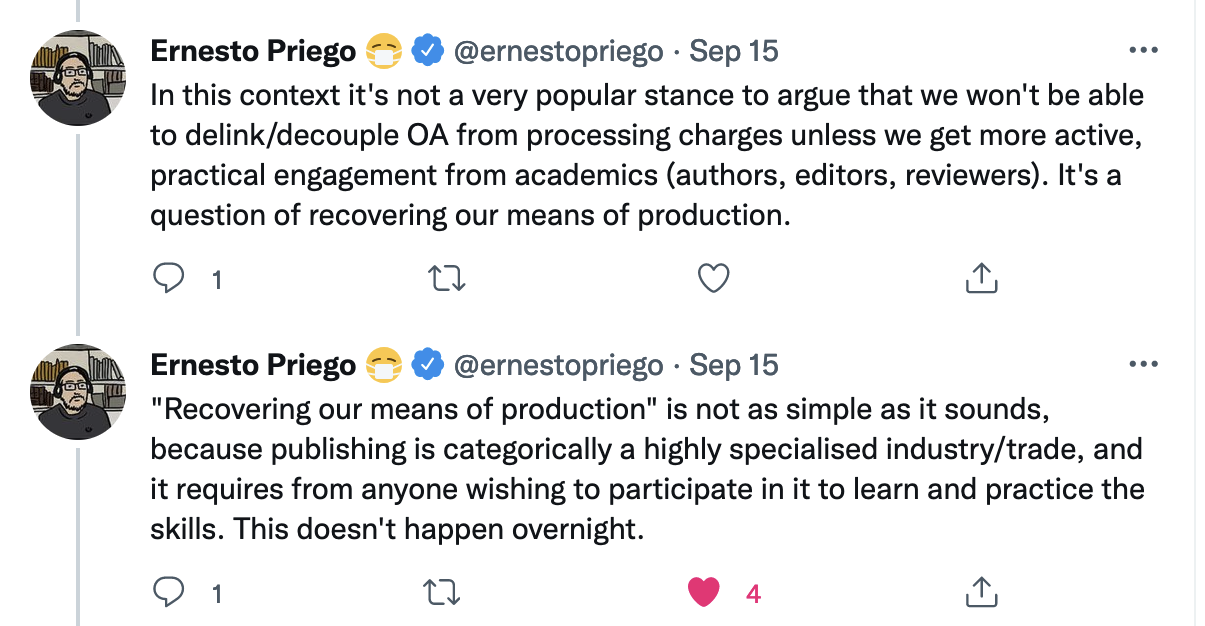 Ernesto Priego 😷 @ernestopriego · Sep 15
In this context it's not a very popular stance to argue that we won't be able
to delink/decouple OA from processing charges unless we get more active,
practical engagement from academics (authors, editors, reviewers). It's a
question of recovering our means of production.
1
Ernesto Priego 😷 @ernestopriego · Sep 15
"Recovering our means of production" is not as simple as it sounds,
because publishing is categorically a highly specialised industry/trade, and
it requires from anyone wishing to participate in it to learn and practice the
skills. This doesn't happen overnight.
1 4